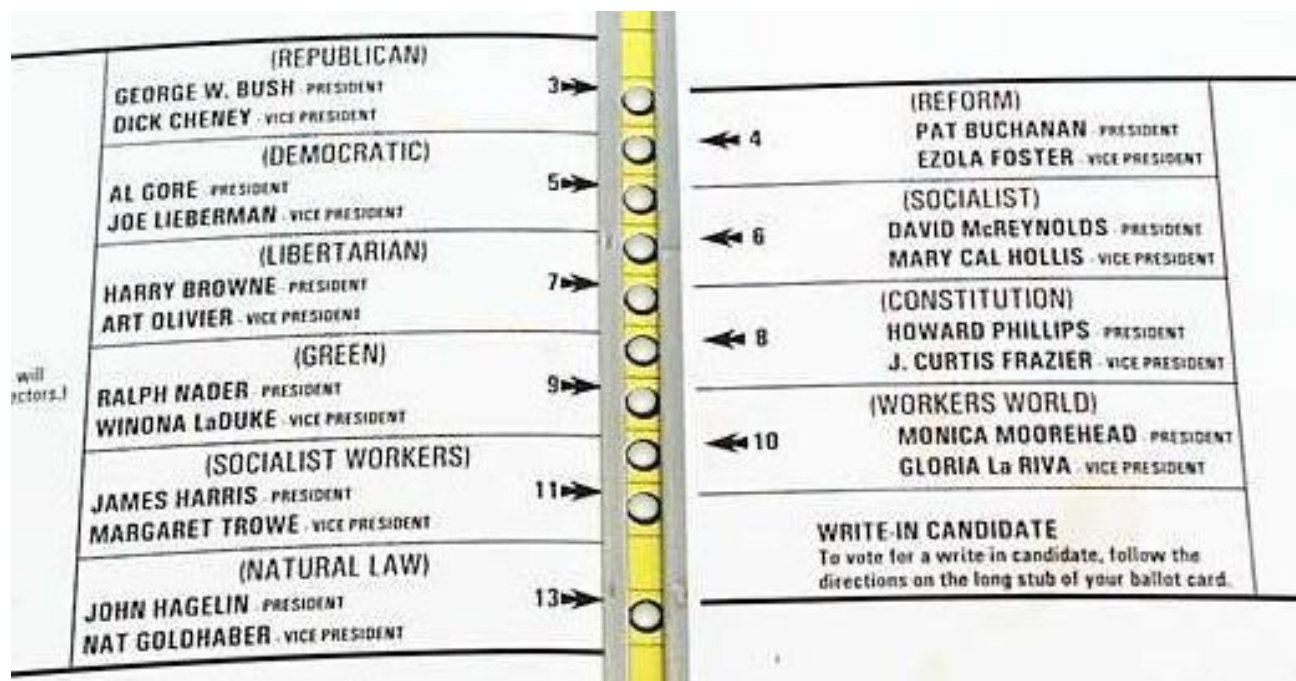 (REPUBLICAN)
GEORGE W. BUSH - PRESIDENT
DICK CHENEY - VICE PRESIDENT
3
(DEMOCRATIC)
AL GORE - PRESIDENT
JOE LIEBERMAN - VICE PRESIDENT
5
(LIBERTARIAN)
HARRY BROWNE - PRESIDENT
ART OLIVIER - VICE PRESIDENT
7
will
ectors.)
(GREEN)
RALPH NADER - PRESIDENT
WINONA LaDUKE - VICE PRESIDENT
9
(SOCIALIST WORKERS)
JAMES HARRIS - PRESIDENT
MARGARET TROWE - VICE PRESIDENT
11
(NATURAL LAW)
JOHN HAGELIN - PRESIDENT
NAT GOLDHABER - VICE PRESIDENT
13
(REFORM)
4
PAT BUCHANAN - PRESIDENT
EZOLA FOSTER - VICE PRESIDENT
(SOCIALIST)
6
DAVID McREYNOLDS - PRESIDENT
MARY CAL HOLLIS - VICE PRESIDENT
(CONSTITUTION)
8
HOWARD PHILLIPS - PRESIDENT
J. CURTIS FRAZIER - VICE PRESIDENT
(WORKERS WORLD)
10
MONICA MOOREHEAD - PRESIDENT
GLORIA La RIVA - VICE PRESIDENT
WRITE-IN CANDIDATE
To vote for a write in candidate, follow the
directions on the long stub of your ballot card.